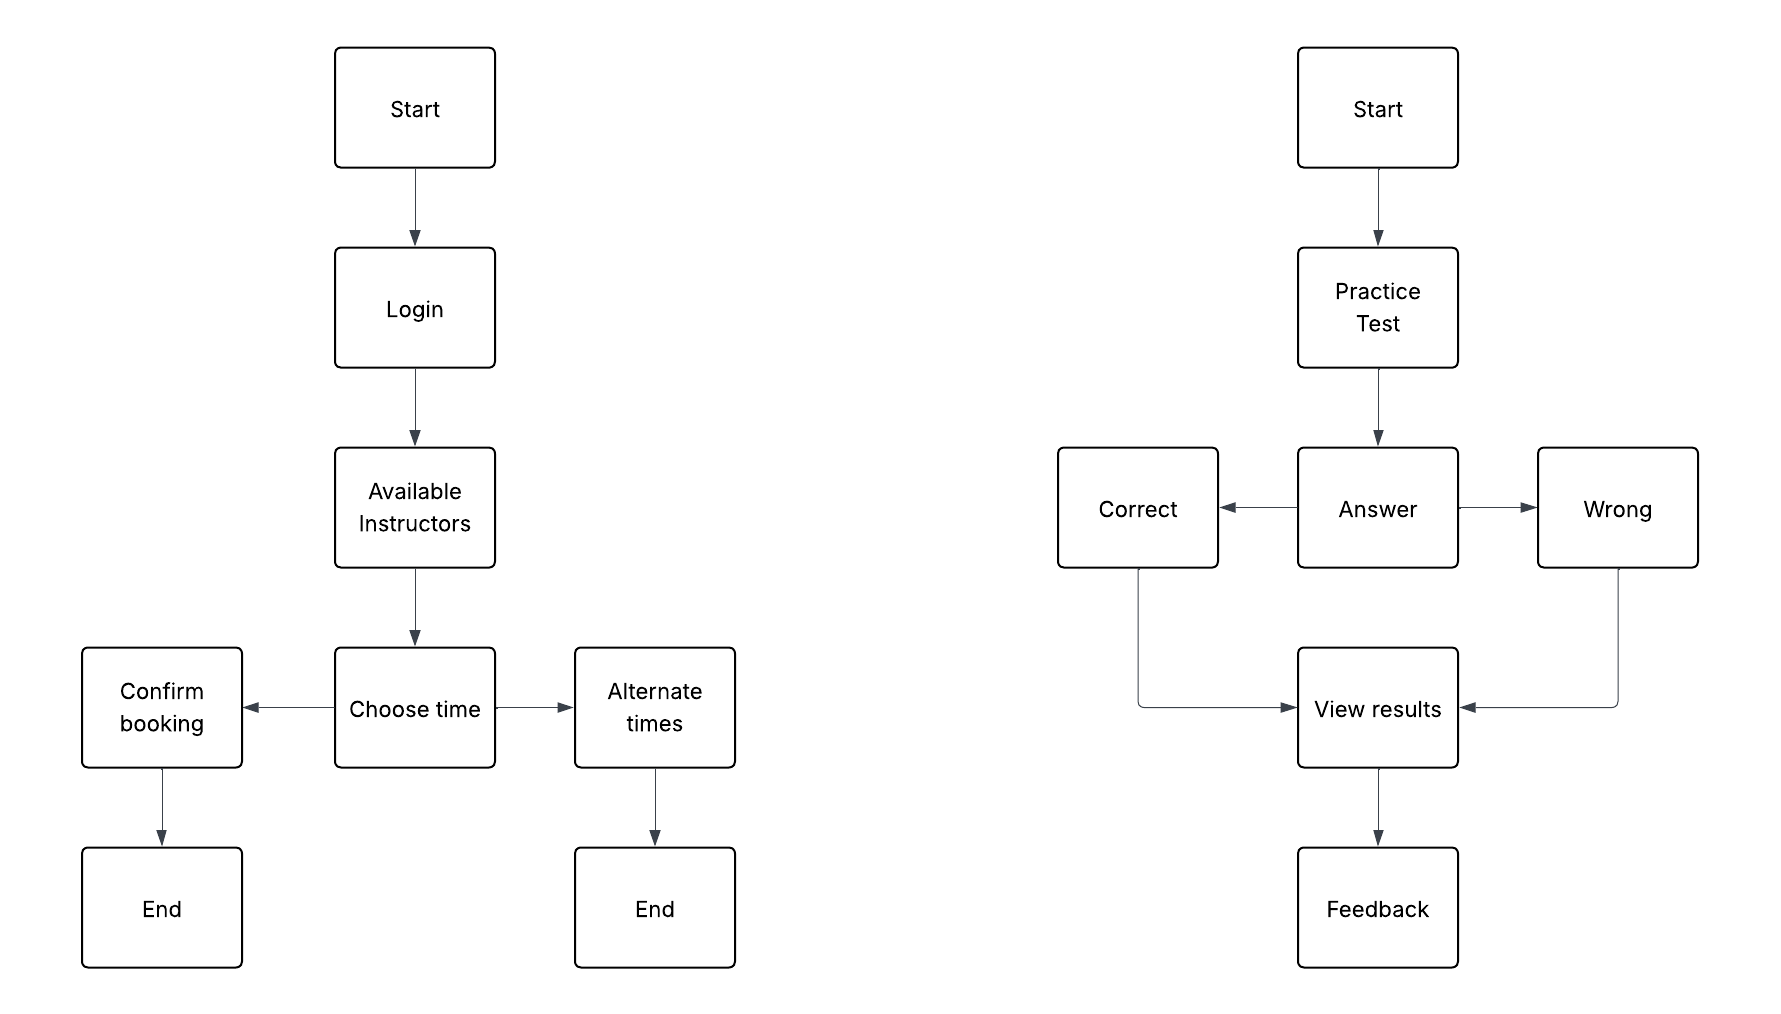 Start
Login
Available
Instructors
Confirm
booking
Choose time
Alternate
times
End
End
Start
Practice
Test
Correct
Answer
Wrong
View results
Feedback